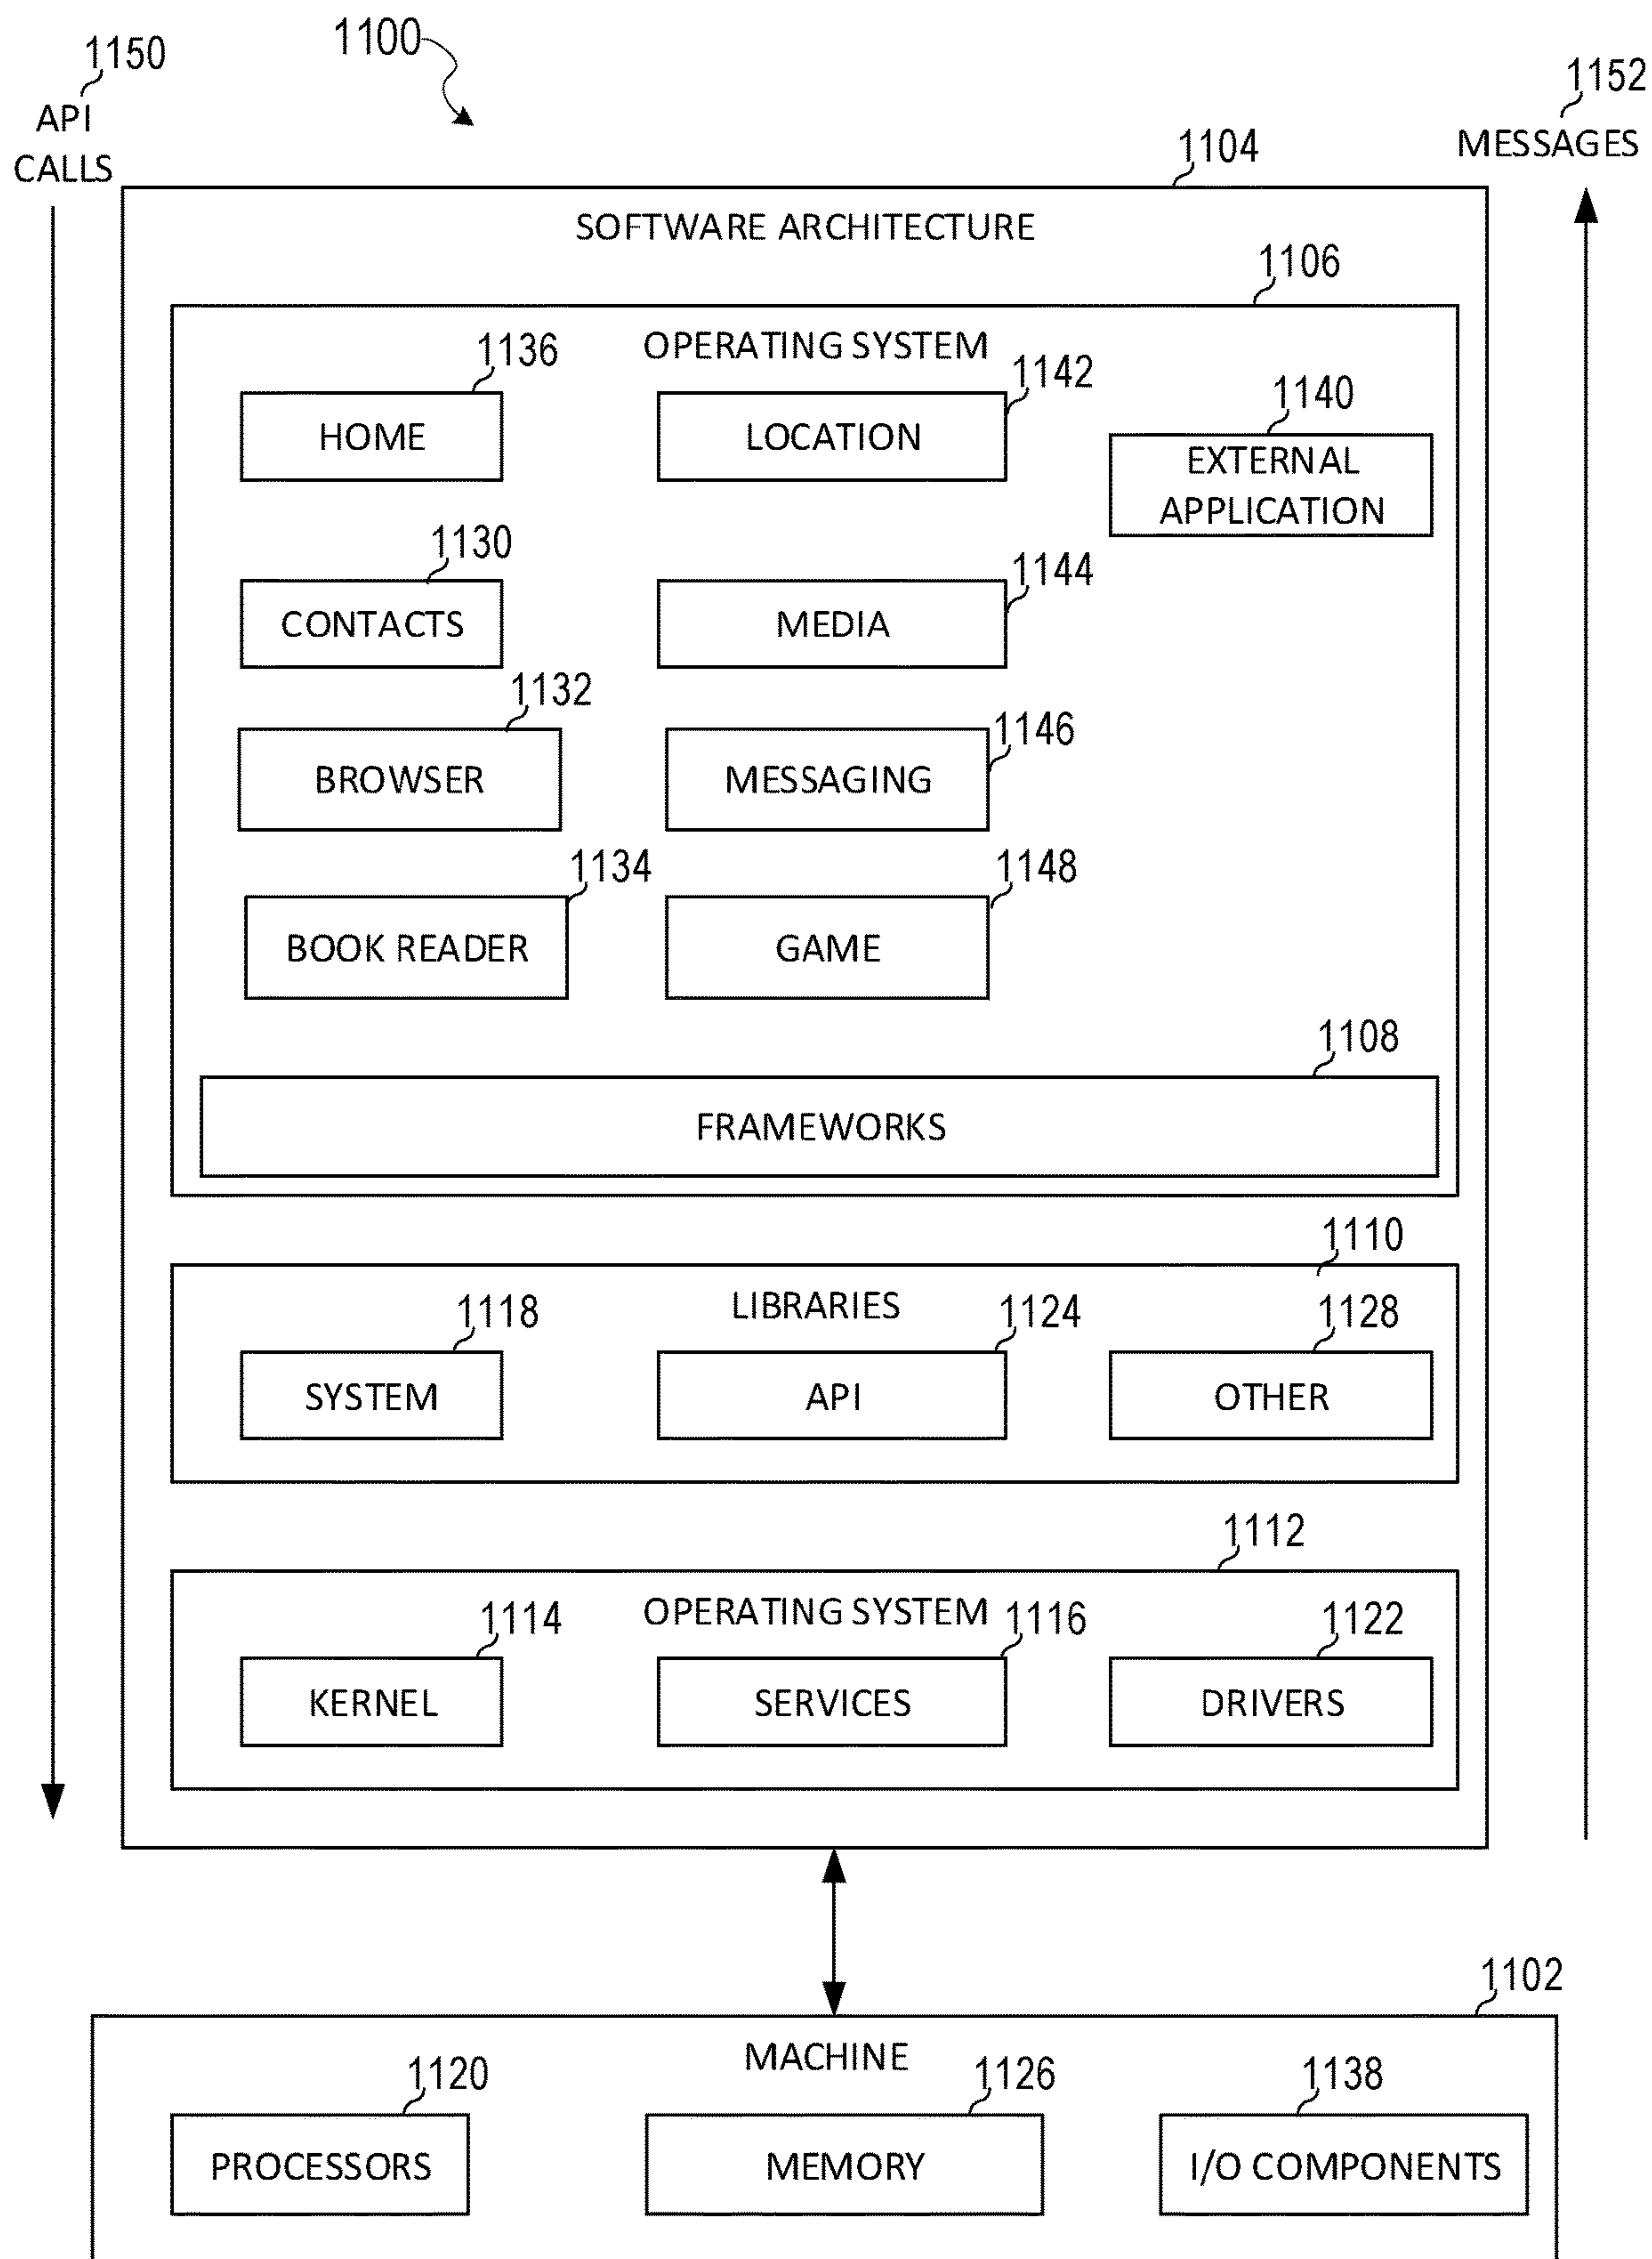 1150
1100
1152
API
CALLS
MESSAGES
1104
SOFTWARE ARCHITECTURE
1106
OPERATING SYSTEM
1136
1142
1140
HOME
LOCATION
EXTERNAL
APPLICATION
1130
1144
CONTACTS
MEDIA
1132
1146
BROWSER
MESSAGING
1134
1148
BOOK READER
GAME
1108
FRAMEWORKS
1110
LIBRARIES
1118
1124
1128
SYSTEM
API
OTHER
1112
OPERATING SYSTEM
1114
1116
1122
KERNEL
SERVICES
DRIVERS
1102
MACHINE
1120
1126
1138
PROCESSORS
MEMORY
I/O COMPONENTS